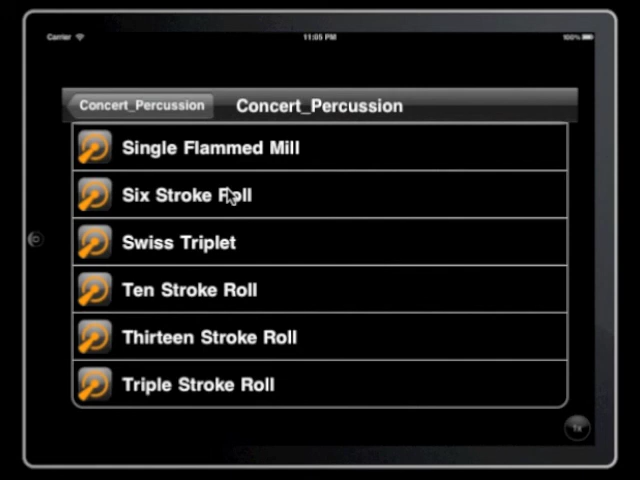 Carrier 11:05 PM 100%
Concert_Percussion Concert_Percussion
Single Flammed Mill
Six Stroke Roll
Swiss Triplet
Ten Stroke Roll
Thirteen Stroke Roll
Triple Stroke Roll
1x